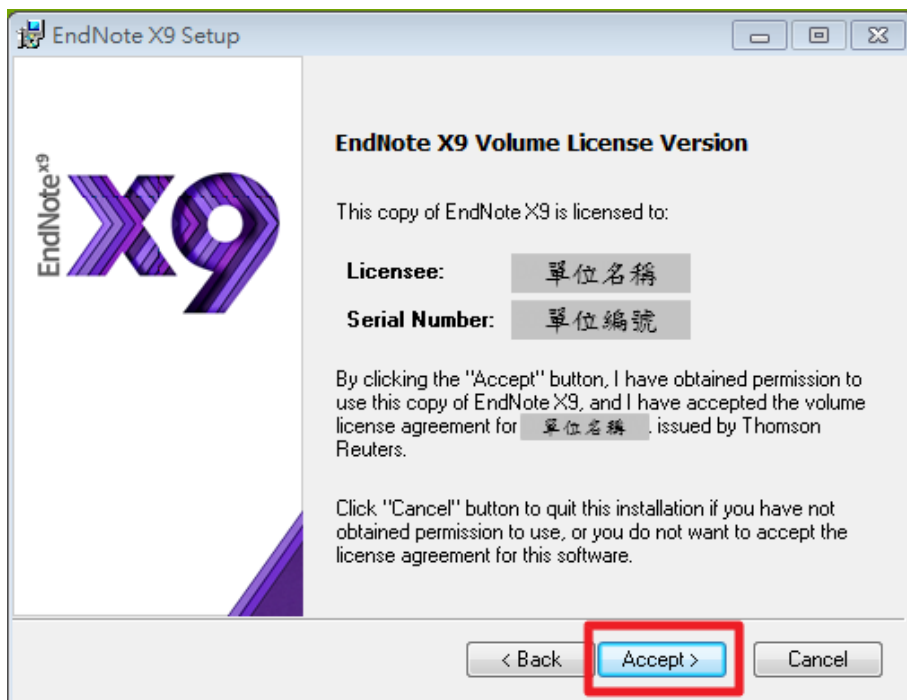 EndNote X9 Setup
EndNote X9
X9
EndNote X9 Volume License Version
This copy of EndNote X9 is licensed to:
Licensee: 單位名稱
Serial Number: 單位編號
By clicking the "Accept" button, I have obtained permission to
use this copy of EndNote X9, and I have accepted the volume
license agreement for 單位名稱 . issued by Thomson
Reuters.
Click "Cancel" button to quit this installation if you have not
obtained permission to use, or you do not want to accept the
license agreement for this software.
< Back Accept > Cancel